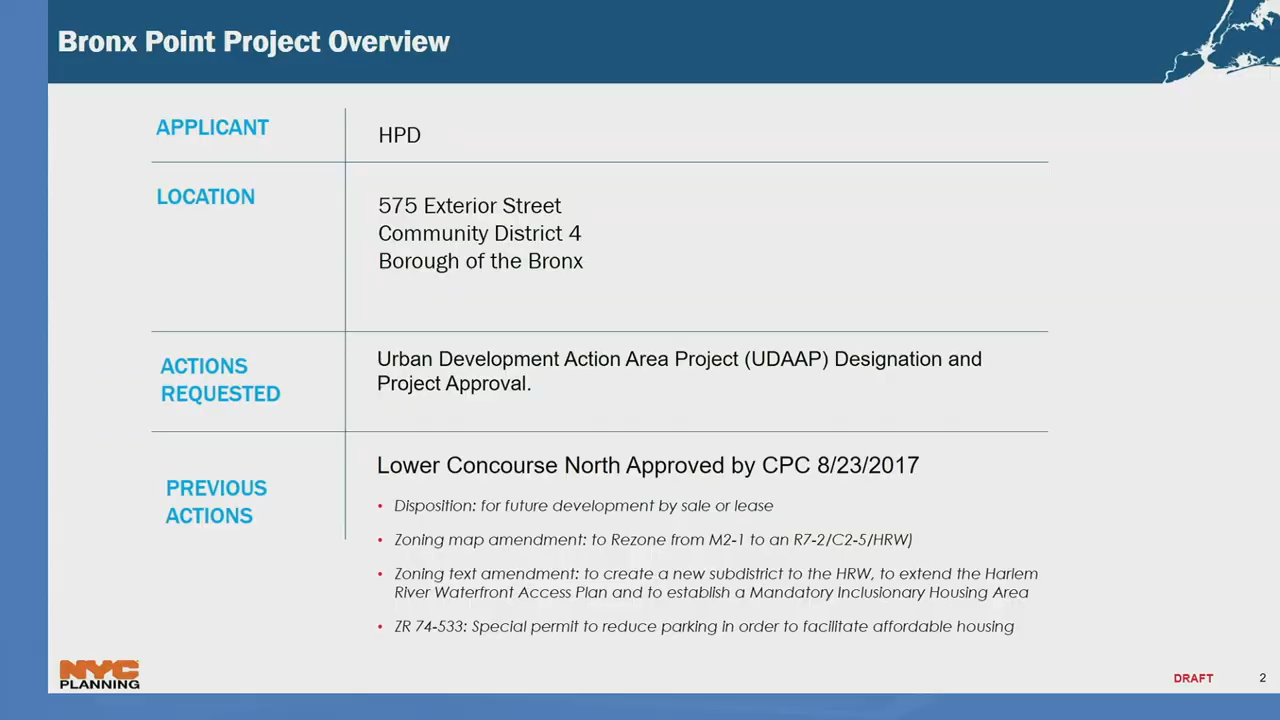 Bronx Point Project Overview
APPLICANT
HPD
LOCATION
575 Exterior Street
Community District 4
Borough of the Bronx
ACTIONS
REQUESTED
Urban Development Action Area Project (UDAAP) Designation and
Project Approval.
PREVIOUS
ACTIONS
Lower Concourse North Approved by CPC 8/23/2017
• Disposition: for future development by sale or lease
• Zoning map amendment: to Rezone from M2-1 to an R7-2/C2-5/HRW)
• Zoning text amendment: to create a new subdistrict to the HRW, to extend the Harlem
River Waterfront Access Plan and to establish a Mandatory Inclusionary Housing Area
• ZR 74-533: Special permit to reduce parking in order to facilitate affordable housing
NYC
PLANNING
DRAFT
2